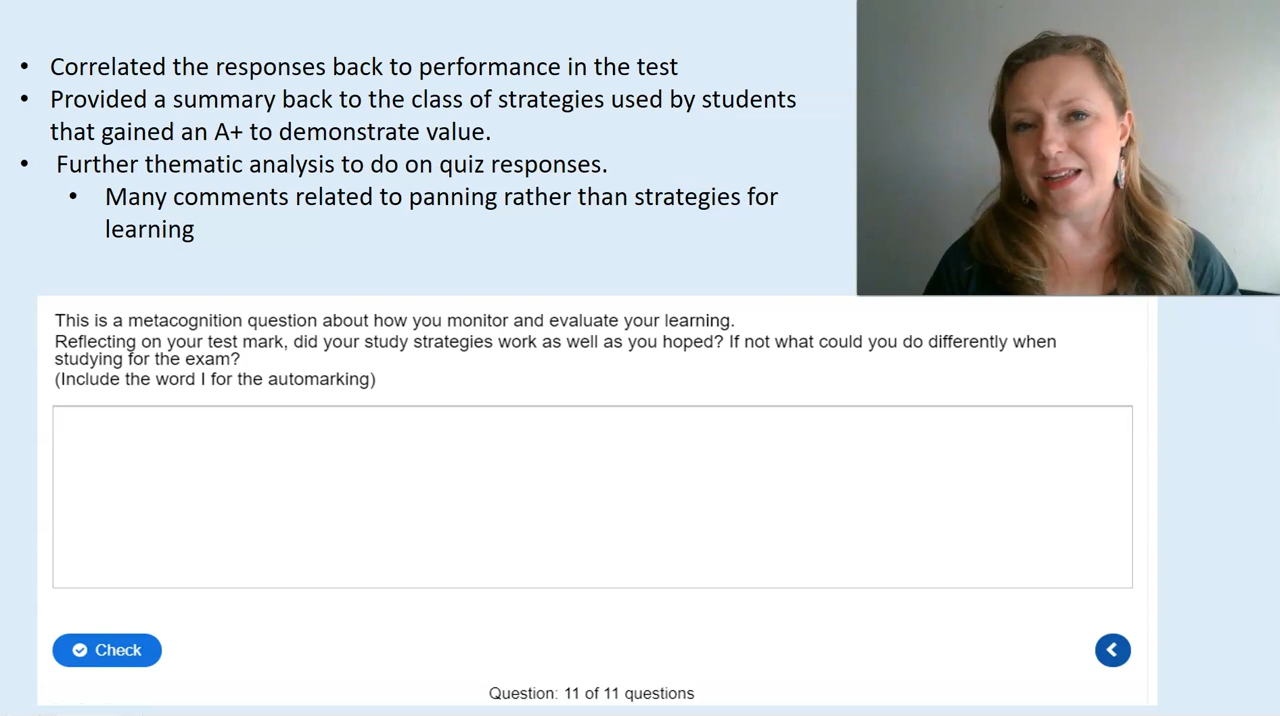 • Correlated the responses back to performance in the test
• Provided a summary back to the class of strategies used by students
that gained an A+ to demonstrate value.
• Further thematic analysis to do on quiz responses.
• Many comments related to panning rather than strategies for
learning
This is a metacognition question about how you monitor and evaluate your learning.
Reflecting on your test mark, did your study strategies work as well as you hoped? If not what could you do differently when
studying for the exam?
(Include the word I for the automarking)
Check
Question: 11 of 11 questions